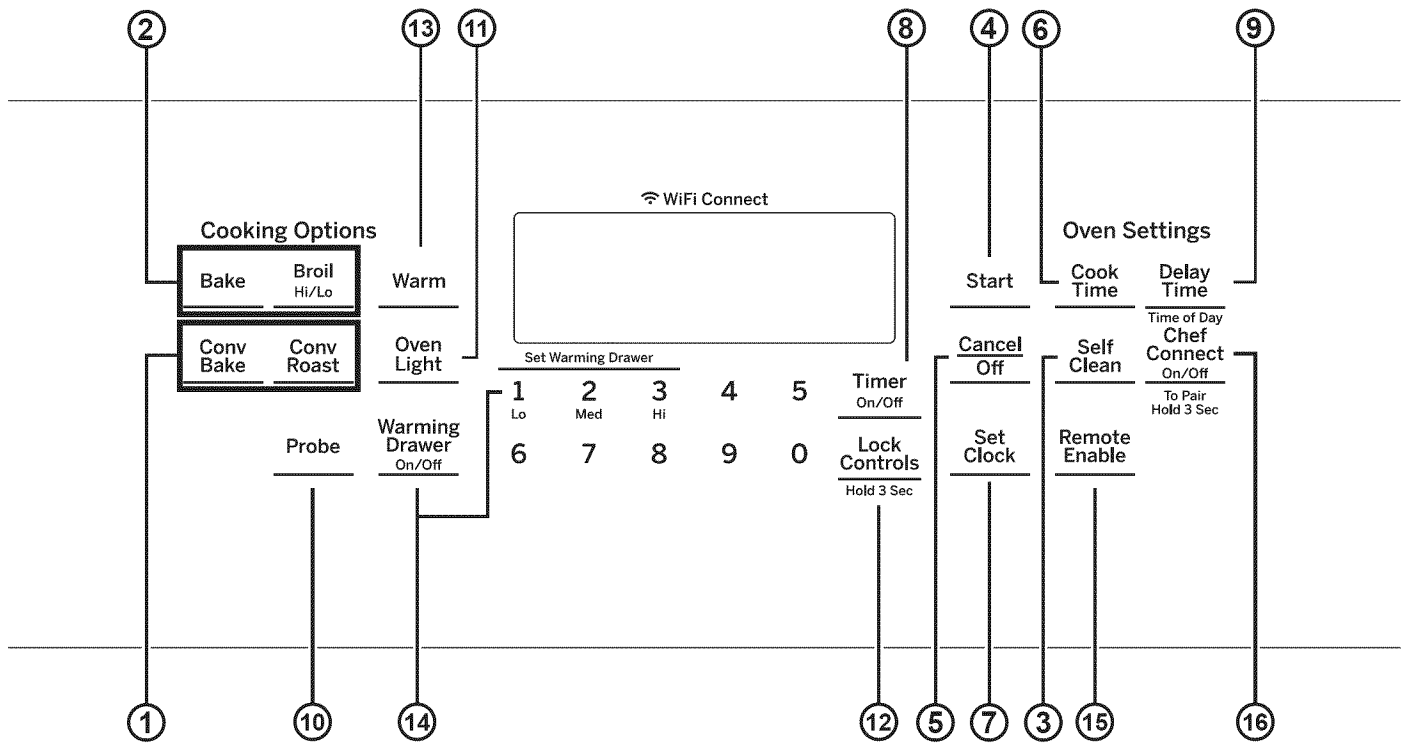 2
13
11
8
4
6
9
WiFi Connect
Cooking Options
Oven Settings
Bake
Broil
Hi/Lo
Warm
Start
Cook
Time
Delay
Time
Time of Day
Conv
Bake
Conv
Roast
Oven
Light
Set Warming Drawer
1
Lo
2
Med
3
Hi
4
5
Timer
On/Off
Cancel
Off
Self
Clean
Chef
Connect
On/Off
To Pair
Hold 3 Sec
Probe
Warming
Drawer
On/Off
6
7
8
9
0
Lock
Controls
Hold 3 Sec
Set
Clock
Remote
Enable
1
10
14
12
5
7
3
15
16